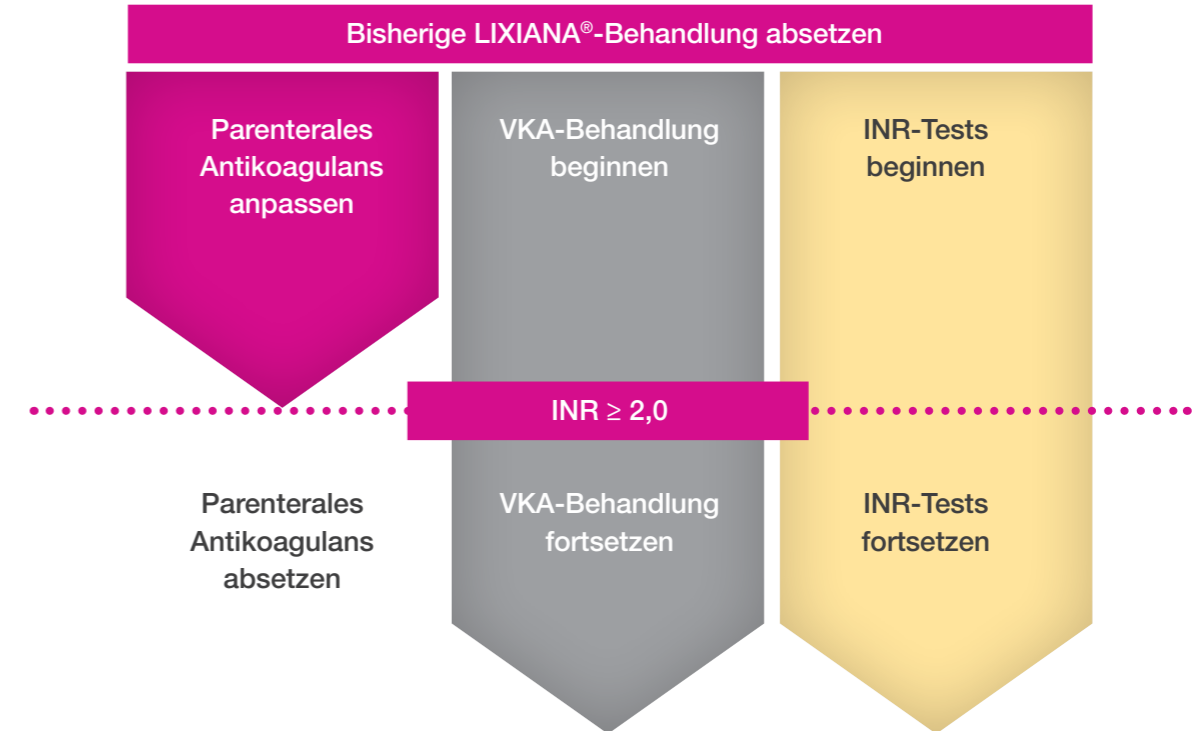 Bisherige LIXIANA®-Behandlung absetzen
Parenterales
Antikoagulans
anpassen
VKA-Behandlung
beginnen
INR-Tests
beginnen
INR ≥ 2,0
Parenterales
Antikoagulans
absetzen
VKA-Behandlung
fortsetzen
INR-Tests
fortsetzen